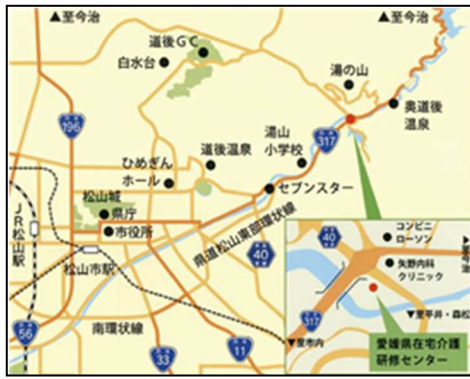 ▲至今治
▲至今治
道後GC
白水台
湯の山
奥道後
温泉
196
317
湯山
小学校
道後温泉
ひめぎん
ホール
セブンスター
松山城
県庁
市役所
JR松山駅
松山市駅
県道松山東部環状線
40
南環状線
56
33
11
40
コンビニ
ローソン
▲至今治
矢野内科
クリニック
317
▼至市内
▼至平井・森松
愛媛県在宅介護
研修センター